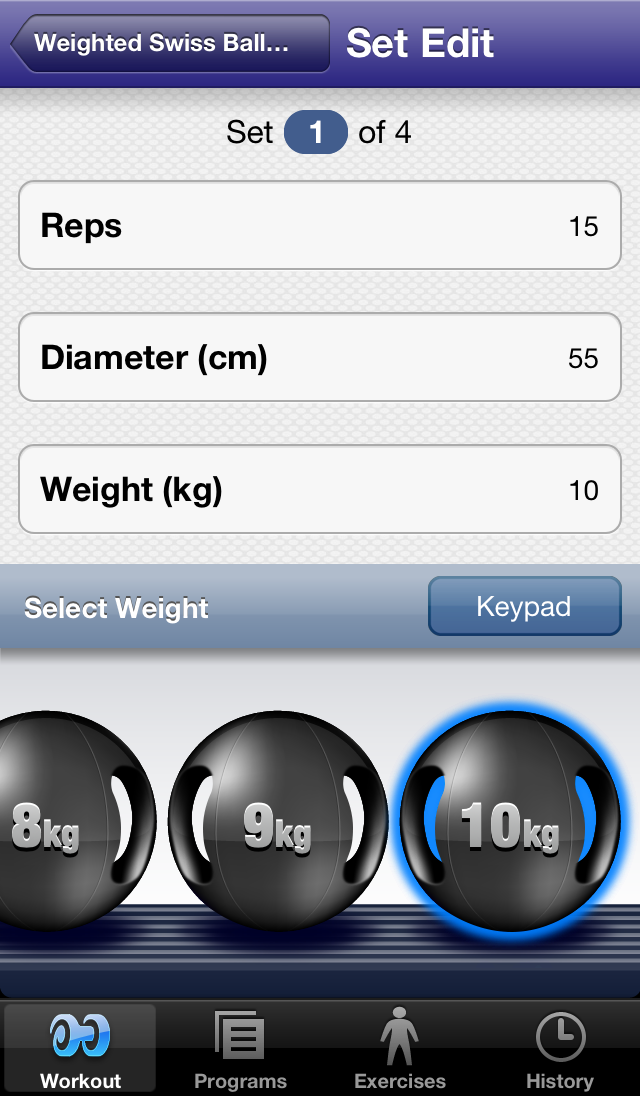 Weighted Swiss Ball...
Set Edit
Set 1 of 4
Reps 15
Diameter (cm) 55
Weight (kg) 10
Select Weight Keypad
8kg 9kg 10kg
Workout Programs Exercises History